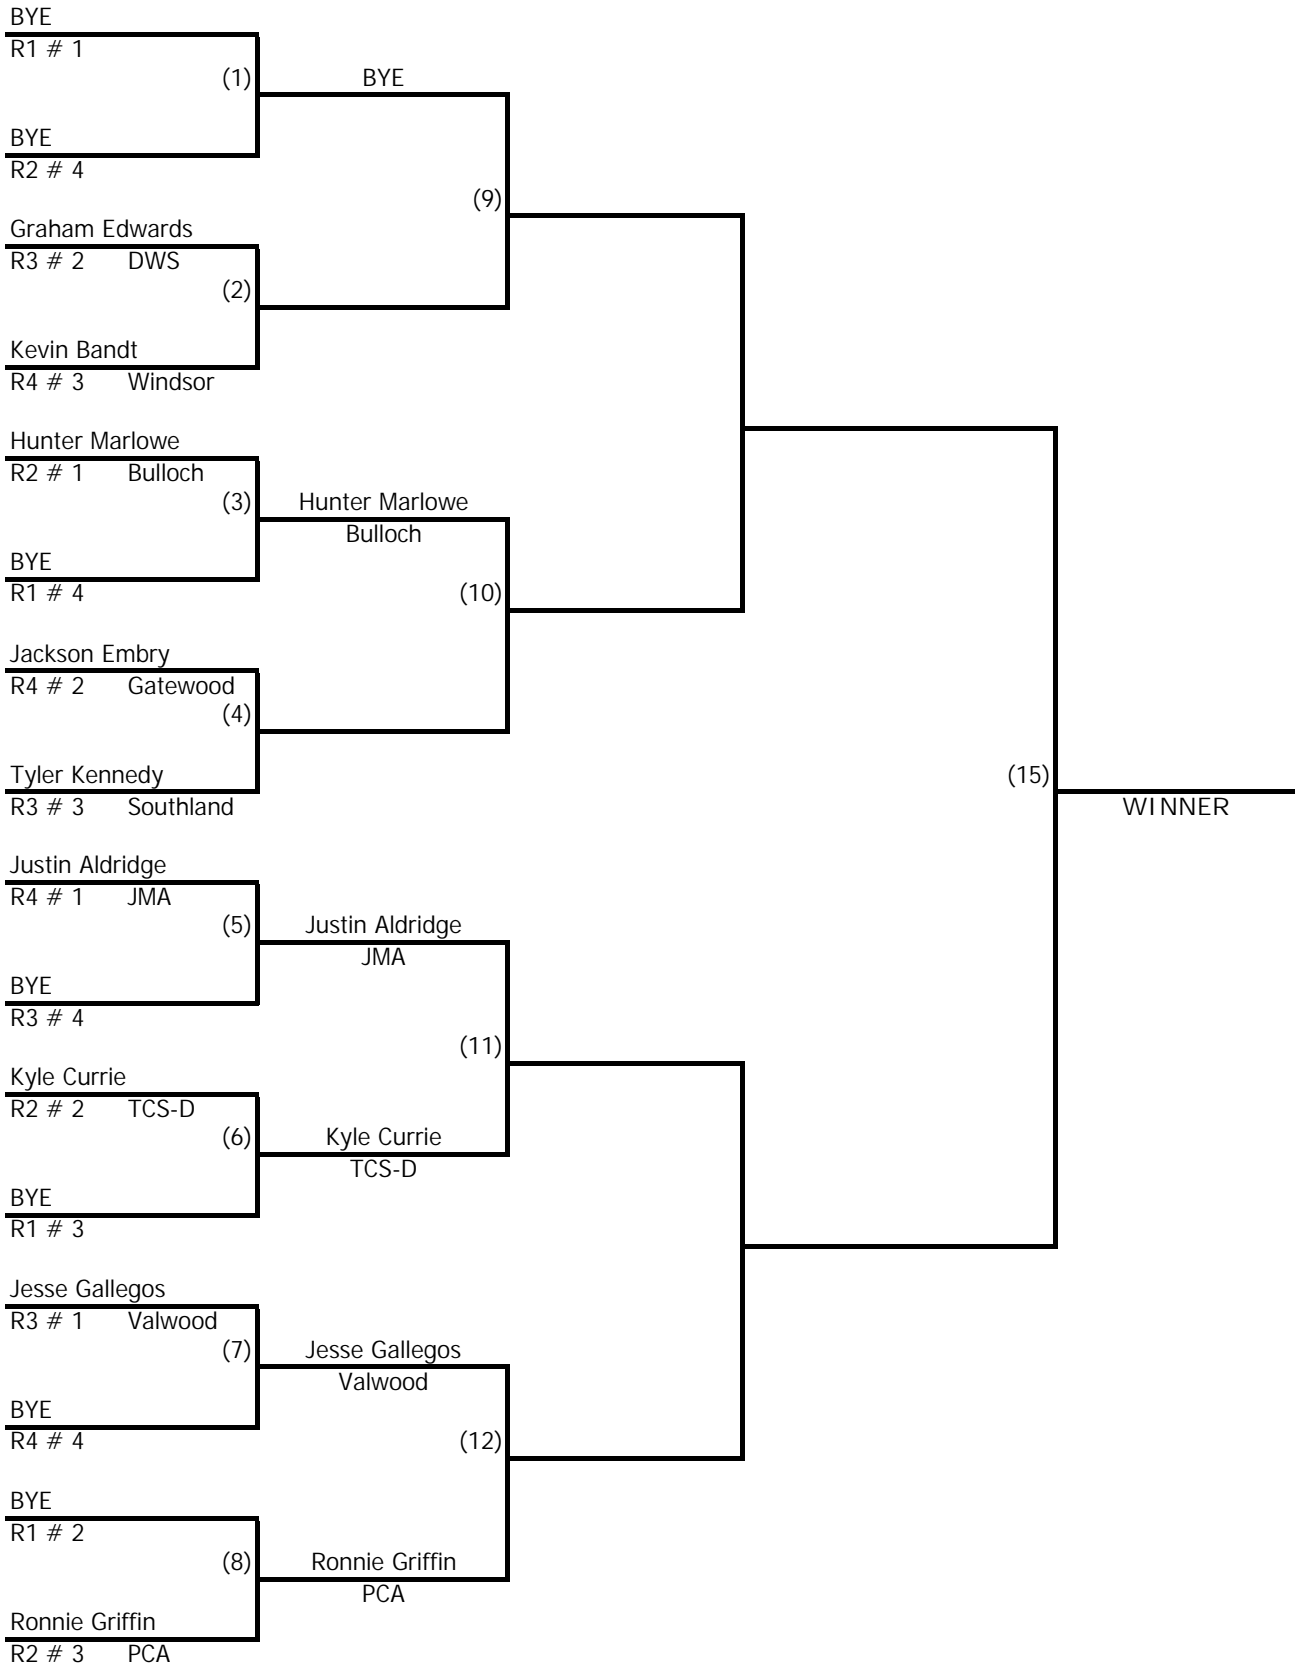 BYE
R1 # 1
(1)
BYE
BYE
R2 # 4
(9)
Graham Edwards
R3 # 2 DWS
(2)
Kevin Bandt
R4 # 3 Windsor
Hunter Marlowe
R2 # 1 Bulloch
(3)
Hunter Marlowe
Bulloch
BYE
R1 # 4
(10)
Jackson Embry
R4 # 2 Gatewood
(4)
Tyler Kennedy
R3 # 3 Southland
(15)
WINNER
Justin Aldridge
R4 # 1 JMA
(5)
Justin Aldridge
JMA
BYE
R3 # 4
(11)
Kyle Currie
R2 # 2 TCS-D
(6)
Kyle Currie
TCS-D
BYE
R1 # 3
Jesse Gallegos
R3 # 1 Valwood
(7)
Jesse Gallegos
Valwood
BYE
R4 # 4
(12)
BYE
R1 # 2
(8)
Ronnie Griffin
PCA
Ronnie Griffin
R2 # 3 PCA